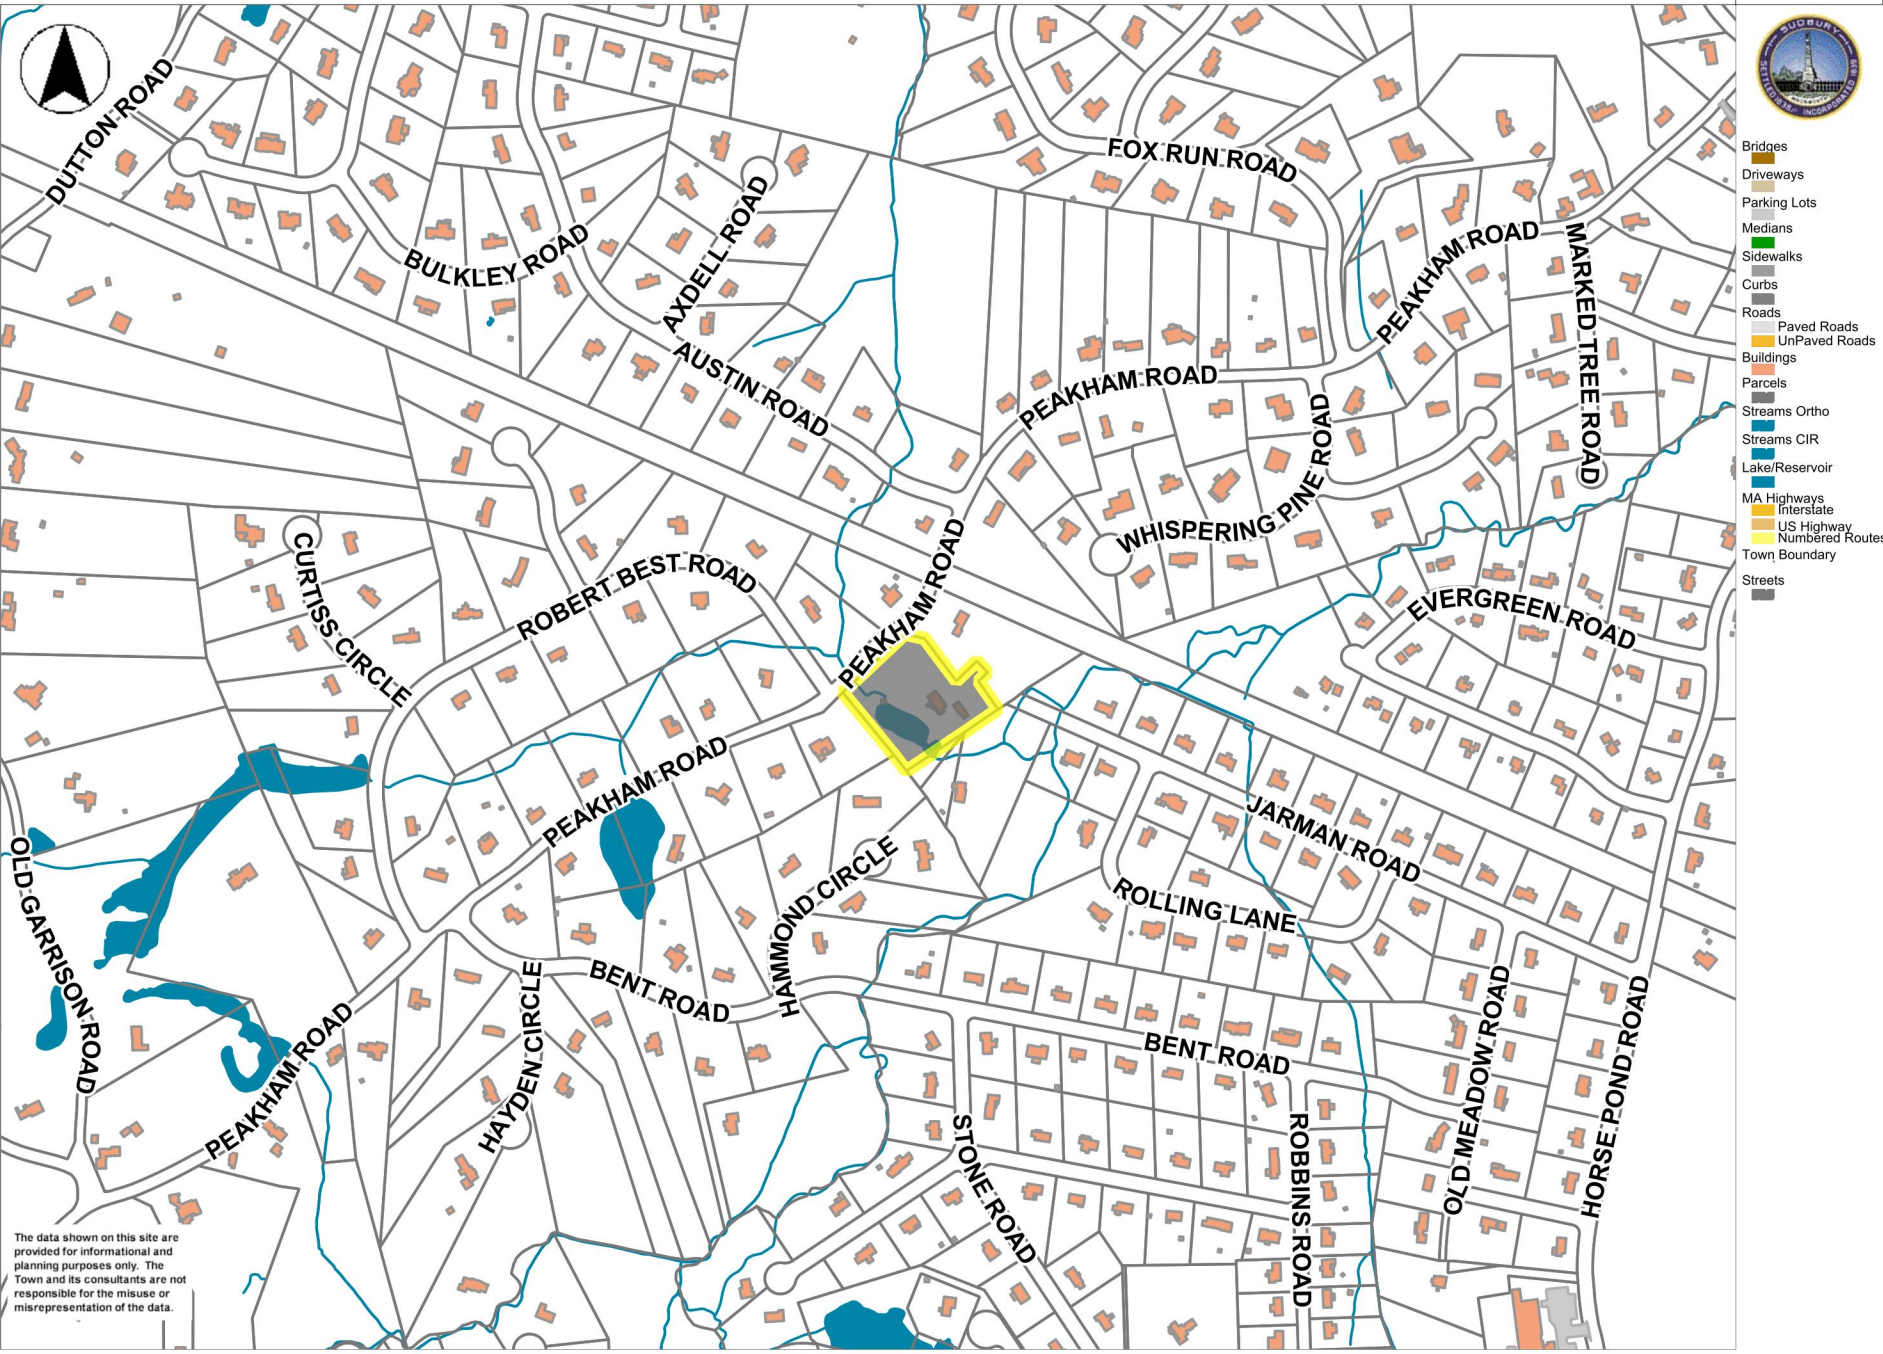 DUTTON ROAD
BULKLEY ROAD
AXDELL ROAD
AUSTIN ROAD
FOX RUN ROAD
PEAKHAM ROAD
MARKED TREE ROAD
PEAKHAM ROAD
WHISPERING PINE ROAD
PEAKHAM ROAD
ROBERT BEST ROAD
CURTISS CIRCLE
EVERGREEN ROAD
PEAKHAM ROAD
JARMAN ROAD
ROLLING LANE
HAMMOND CIRCLE
OLD GARRISON ROAD
BENT ROAD
HAYDEN CIRCLE
PEAKHAM ROAD
BENT ROAD
STONE ROAD
ROBBINS ROAD
OLD MEADOW ROAD
HORSE POND ROAD
The data shown on this site are
provided for informational and
planning purposes only. The
Town and its consultants are not
responsible for the misuse or
misrepresentation of the data.
SUDBURY
SETTLED 1638
INCORPORATED 1639
Bridges
Driveways
Parking Lots
Medians
Sidewalks
Curbs
Roads
Paved Roads
UnPaved Roads
Buildings
Parcels
Streams Ortho
Streams CIR
Lake/Reservoir
MA Highways
Interstate
US Highway
Numbered Routes
Town Boundary
Streets